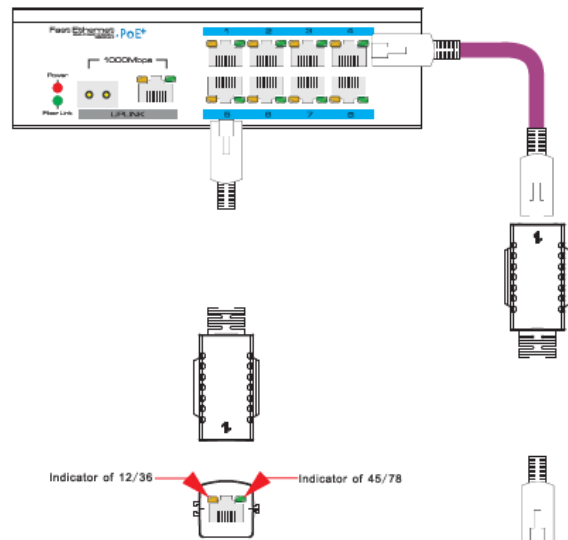 Fast Ethernet PoE+
1000Mbps
Power
Fiber Link
UPLINK
1 2 3 4
5 6 7 8
Indicator of 12/36
Indicator of 45/78